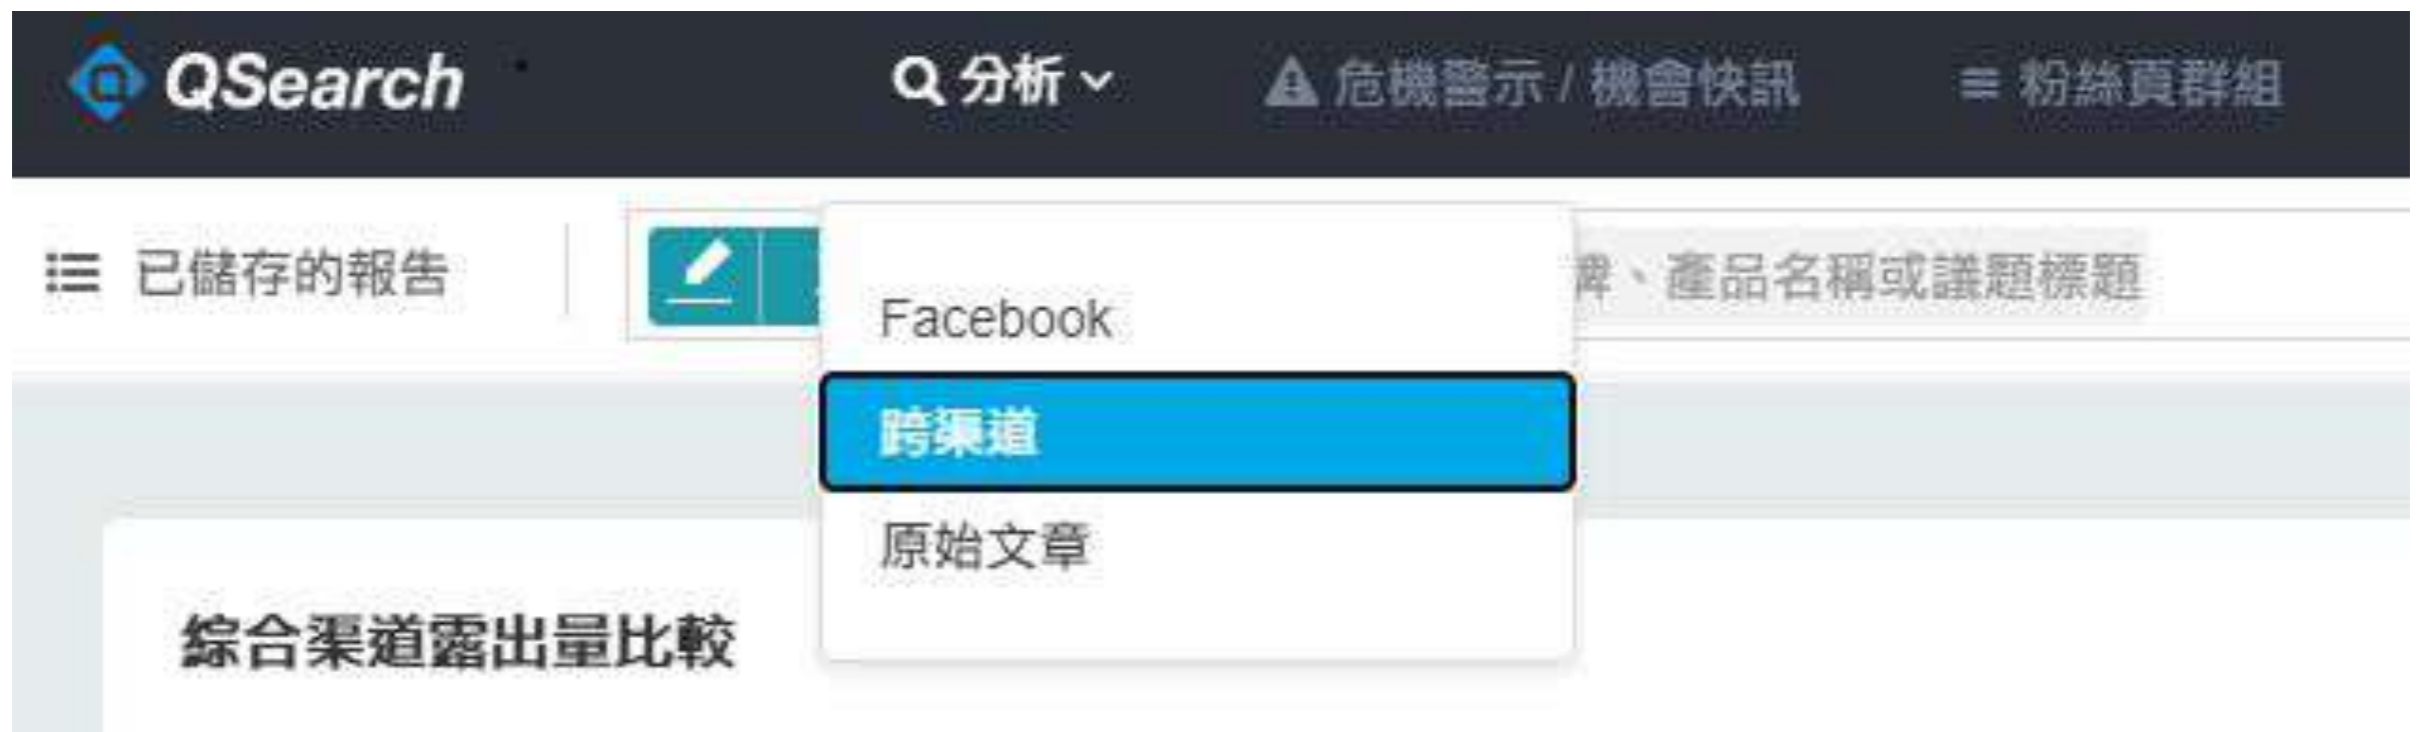 QSearch 分析 危機警示 / 機會快訊 粉絲頁群組
已儲存的報告 、產品名稱或議題標題
Facebook
跨渠道
原始文章
綜合渠道露出量比較